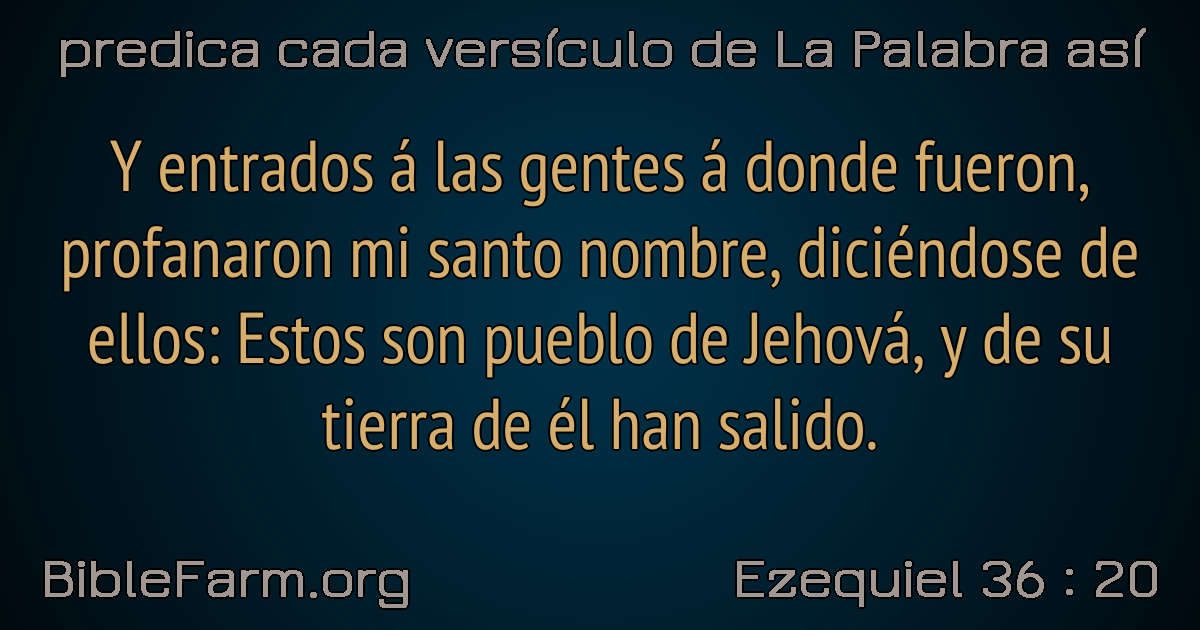 predica cada versículo de La Palabra así
Y entrados á las gentes á donde fueron,
profanaron mi santo nombre, diciéndose de
ellos: Estos son pueblo de Jehová, y de su
tierra de él han salido.
BibleFarm.org
Ezequiel 36 : 20